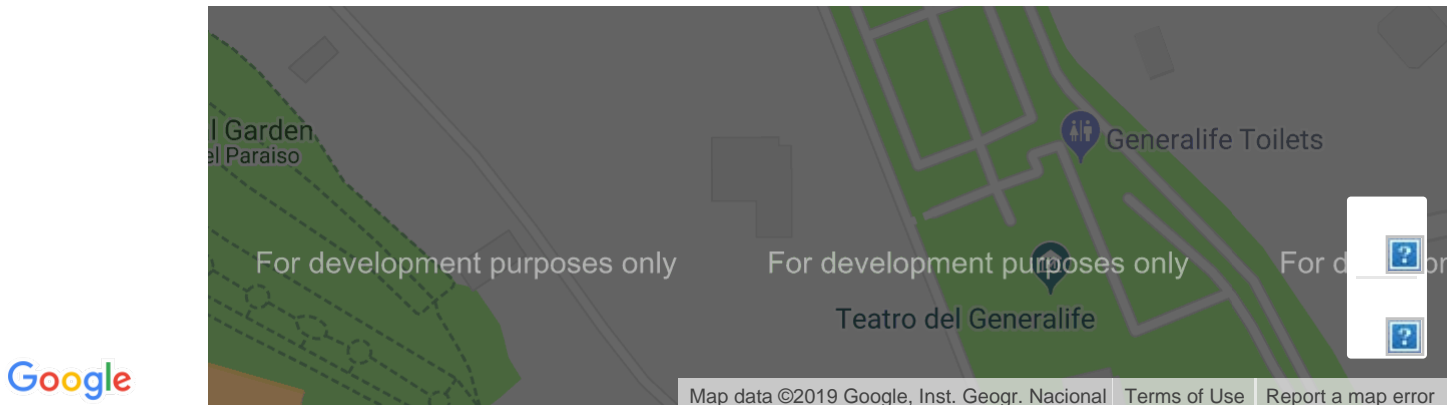 l Garden
el Paraiso
Generalife Toilets
For development purposes only
For development purposes only
For d
Teatro del Generalife
Google
Map data ©2019 Google, Inst. Geogr. Nacional
Terms of Use
Report a map error